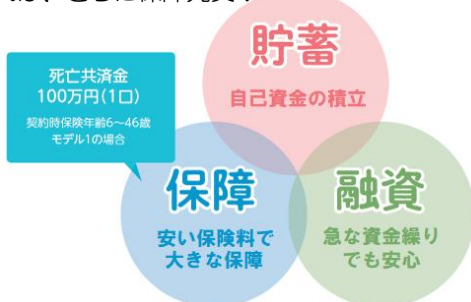 貯蓄
自己資金の積立
死亡共済金
100万円(1口)
契約時保険年齢6〜46歳
モデル1の場合
保障
安い保険料で
大きな保障
融資
急な資金繰り
でも安心